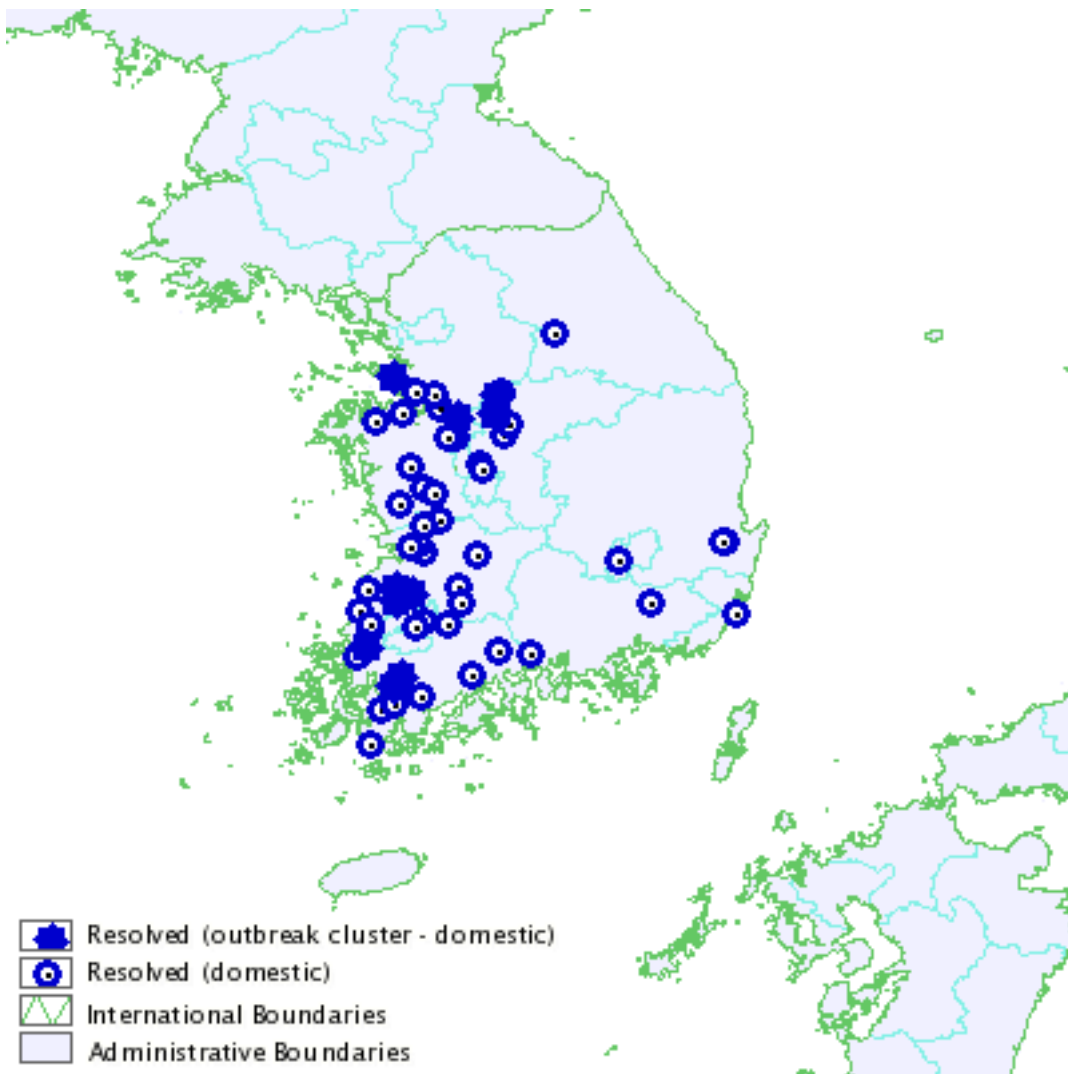 Resolved (outbreak cluster - domestic)
Resolved (domestic)
International Boundaries
Administrative Boundaries